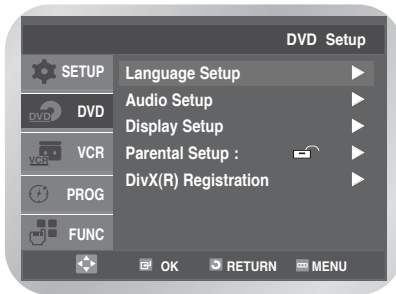 DVD Setup
SETUP
DVD
DVD
VCR
VCR
PROG
FUNC
Language Setup
Audio Setup
Display Setup
Parental Setup :
DivX(R) Registration
OK
RETURN
MENU